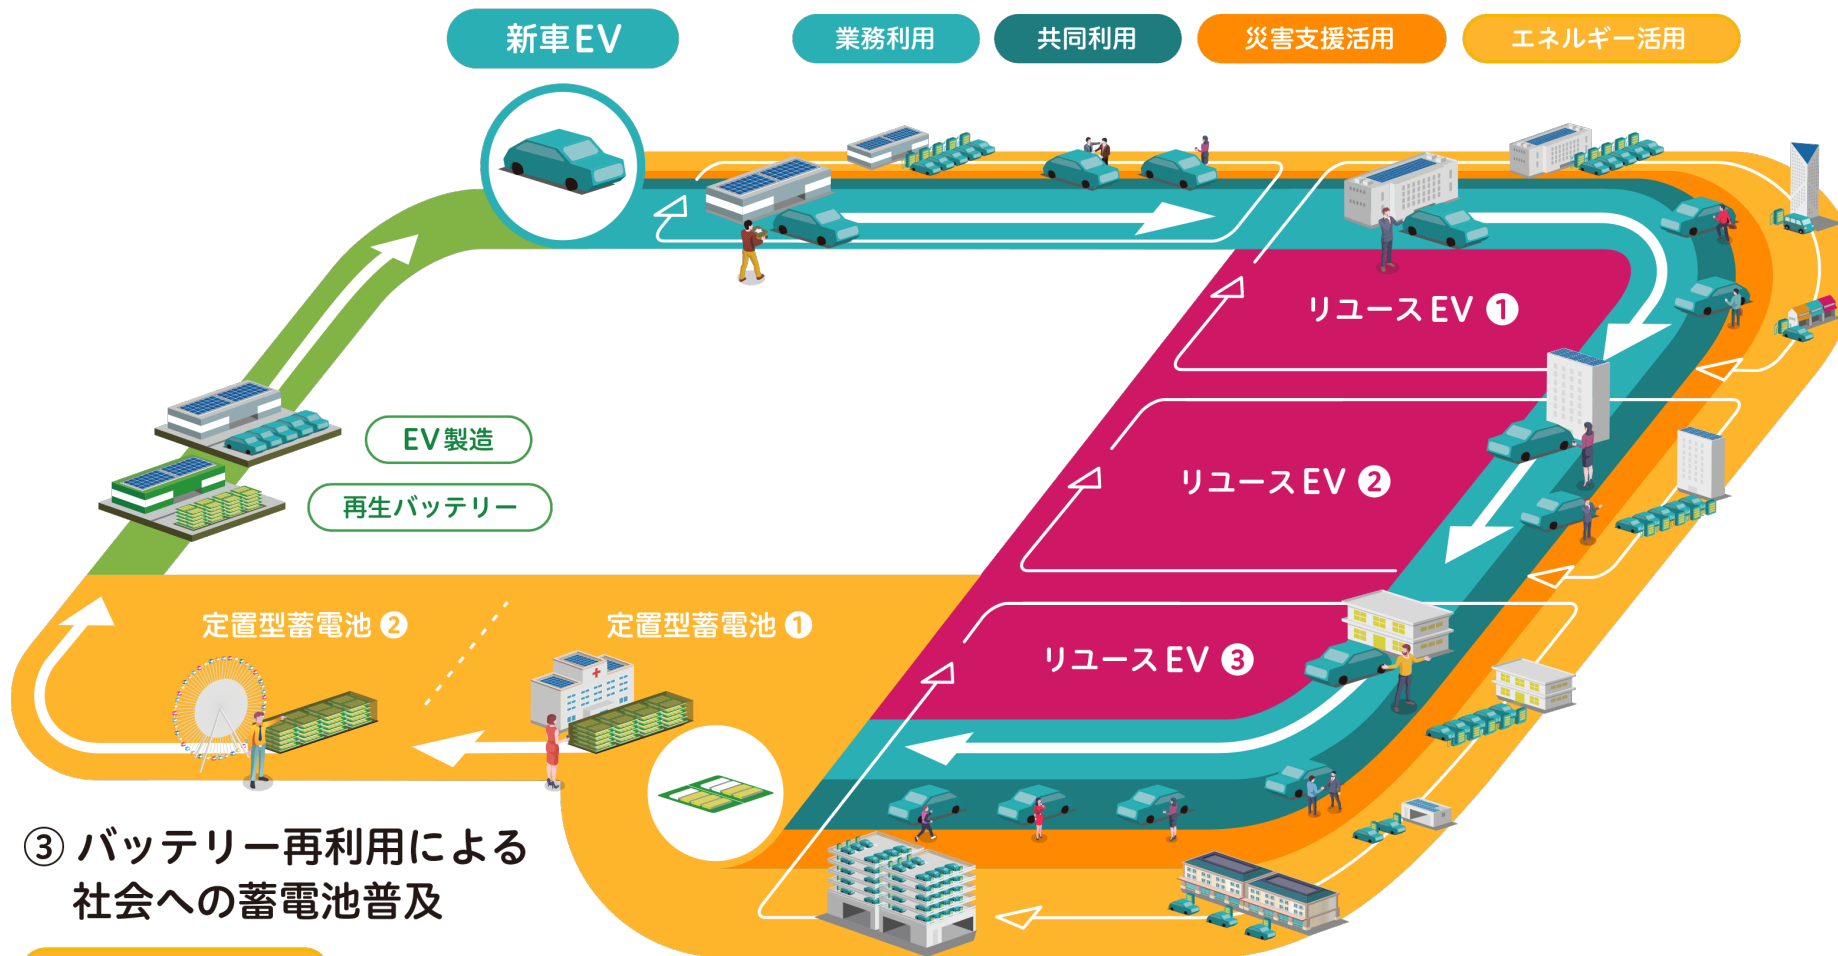 新車EV
業務利用
共同利用
災害支援活用
エネルギー活用
リユースEV ❶
EV製造
リユースEV ❷
再生バッテリー
定置型蓄電池 ❷
定置型蓄電池 ❶
リユースEV ❸
③ バッテリー再利用による
社会への蓄電池普及